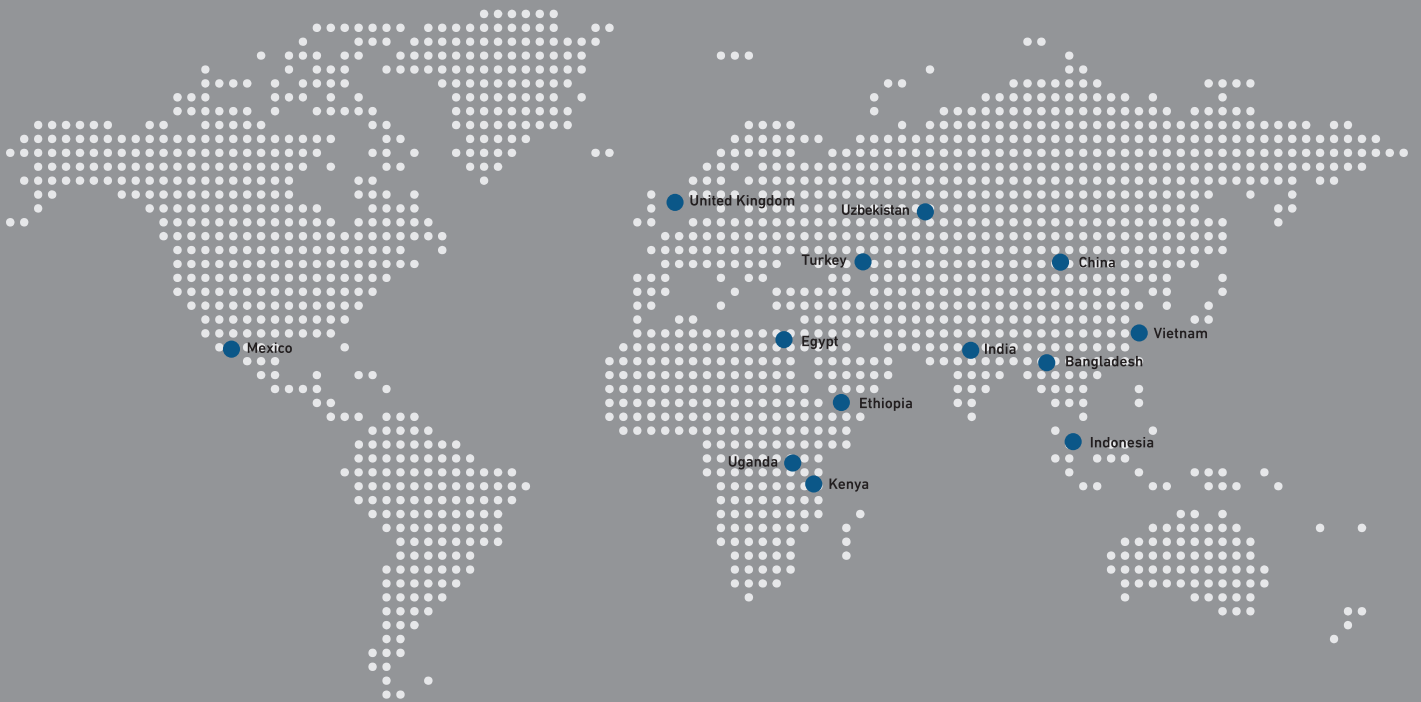 United Kingdom
Uzbekistan
Turkey
China
Vietnam
Egypt
Mexico
India
Bangladesh
Ethiopia
Indonesia
Uganda
Kenya